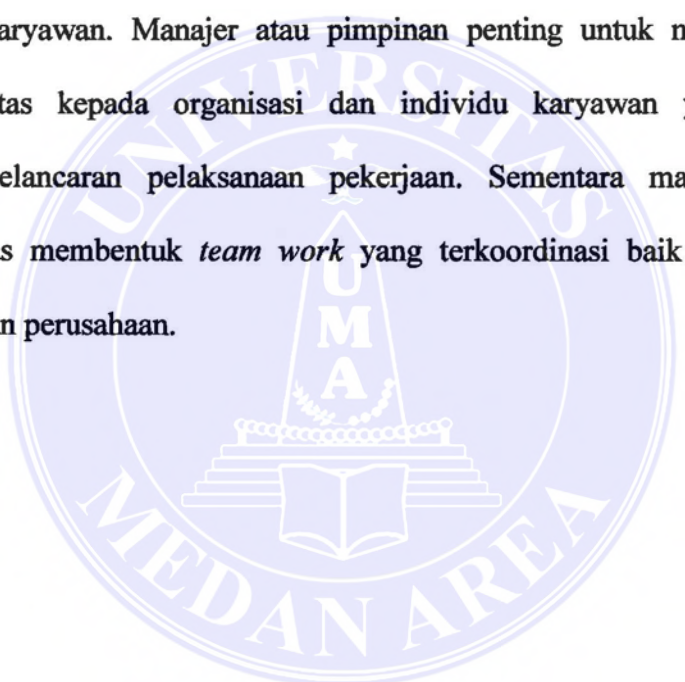 aryawan. Manajer atau pimpinan penting untuk m
tas kepada organisasi dan individu karyawan
elancaran pelaksanaan pekerjaan. Sementara ma
s membentuk team work yang terkoordinasi baik
n perusahaan.
UNIVERSITAS
UMA
MEDAN AREA